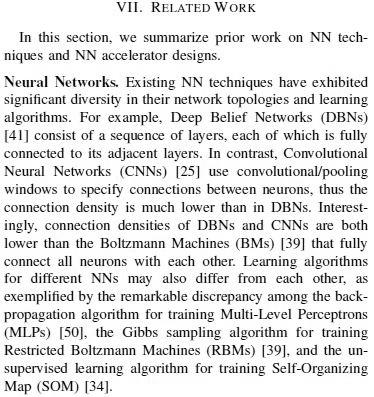 VII. RELATED WORK
In this section, we summarize prior work on NN tech-
niques and NN accelerator designs.
Neural Networks. Existing NN techniques have exhibited
significant diversity in their network topologies and learning
algorithms. For example, Deep Belief Networks (DBNs)
[41] consist of a sequence of layers, each of which is fully
connected to its adjacent layers. In contrast, Convolutional
Neural Networks (CNNs) [25] use convolutional/pooling
windows to specify connections between neurons, thus the
connection density is much lower than in DBNs. Interest-
ingly, connection densities of DBNs and CNNs are both
lower than the Boltzmann Machines (BMs) [39] that fully
connect all neurons with each other. Learning algorithms
for different NNs may also differ from each other, as
exemplified by the remarkable discrepancy among the back-
propagation algorithm for training Multi-Level Perceptrons
(MLPs) [50], the Gibbs sampling algorithm for training
Restricted Boltzmann Machines (RBMs) [39], and the un-
supervised learning algorithm for training Self-Organizing
Map (SOM) [34].